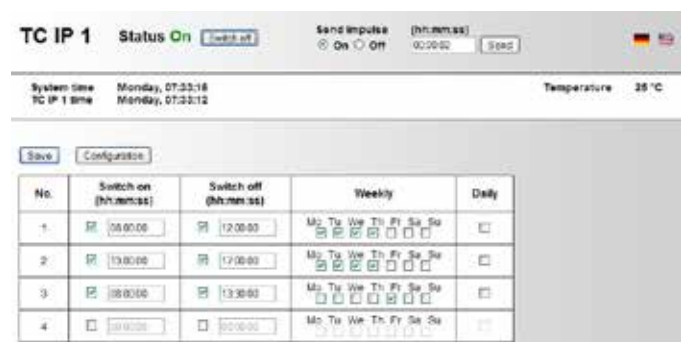 TC IP 1 Status On Switch off Send impulse (hh:mm:ss)
On Off 00:00:02 Send
System time Monday, 07:33:16 Temperature 25 °C
TC IP 1 time Monday, 07:33:12
Save Configuration
No. Switch on (hh:mm:ss) Switch off (hh:mm:ss) Weekly Daily
1 08:00:00 12:00:00 Mo Tu We Th Fr Sa Su
2 13:00:00 17:00:00 Mo Tu We Th Fr Sa Su
3 08:00:00 13:30:00 Mo Tu We Th Fr Sa Su
4 00:00:00 00:00:00 Mo Tu We Th Fr Sa Su